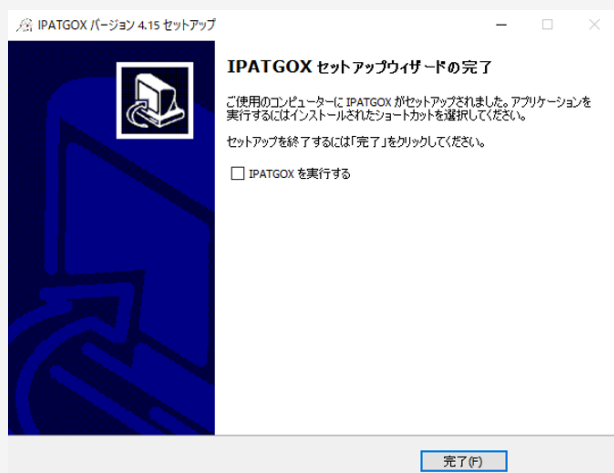 IPATGOX バージョン 4.15 セットアップ
IPATGOX セットアップウィザードの完了
ご使用のコンピューターに IPATGOX がセットアップされました。アプリケーションを
実行するにはインストールされたショートカットを選択してください。
セットアップを終了するには「完了」をクリックしてください。
IPATGOX を実行する
完了(F)